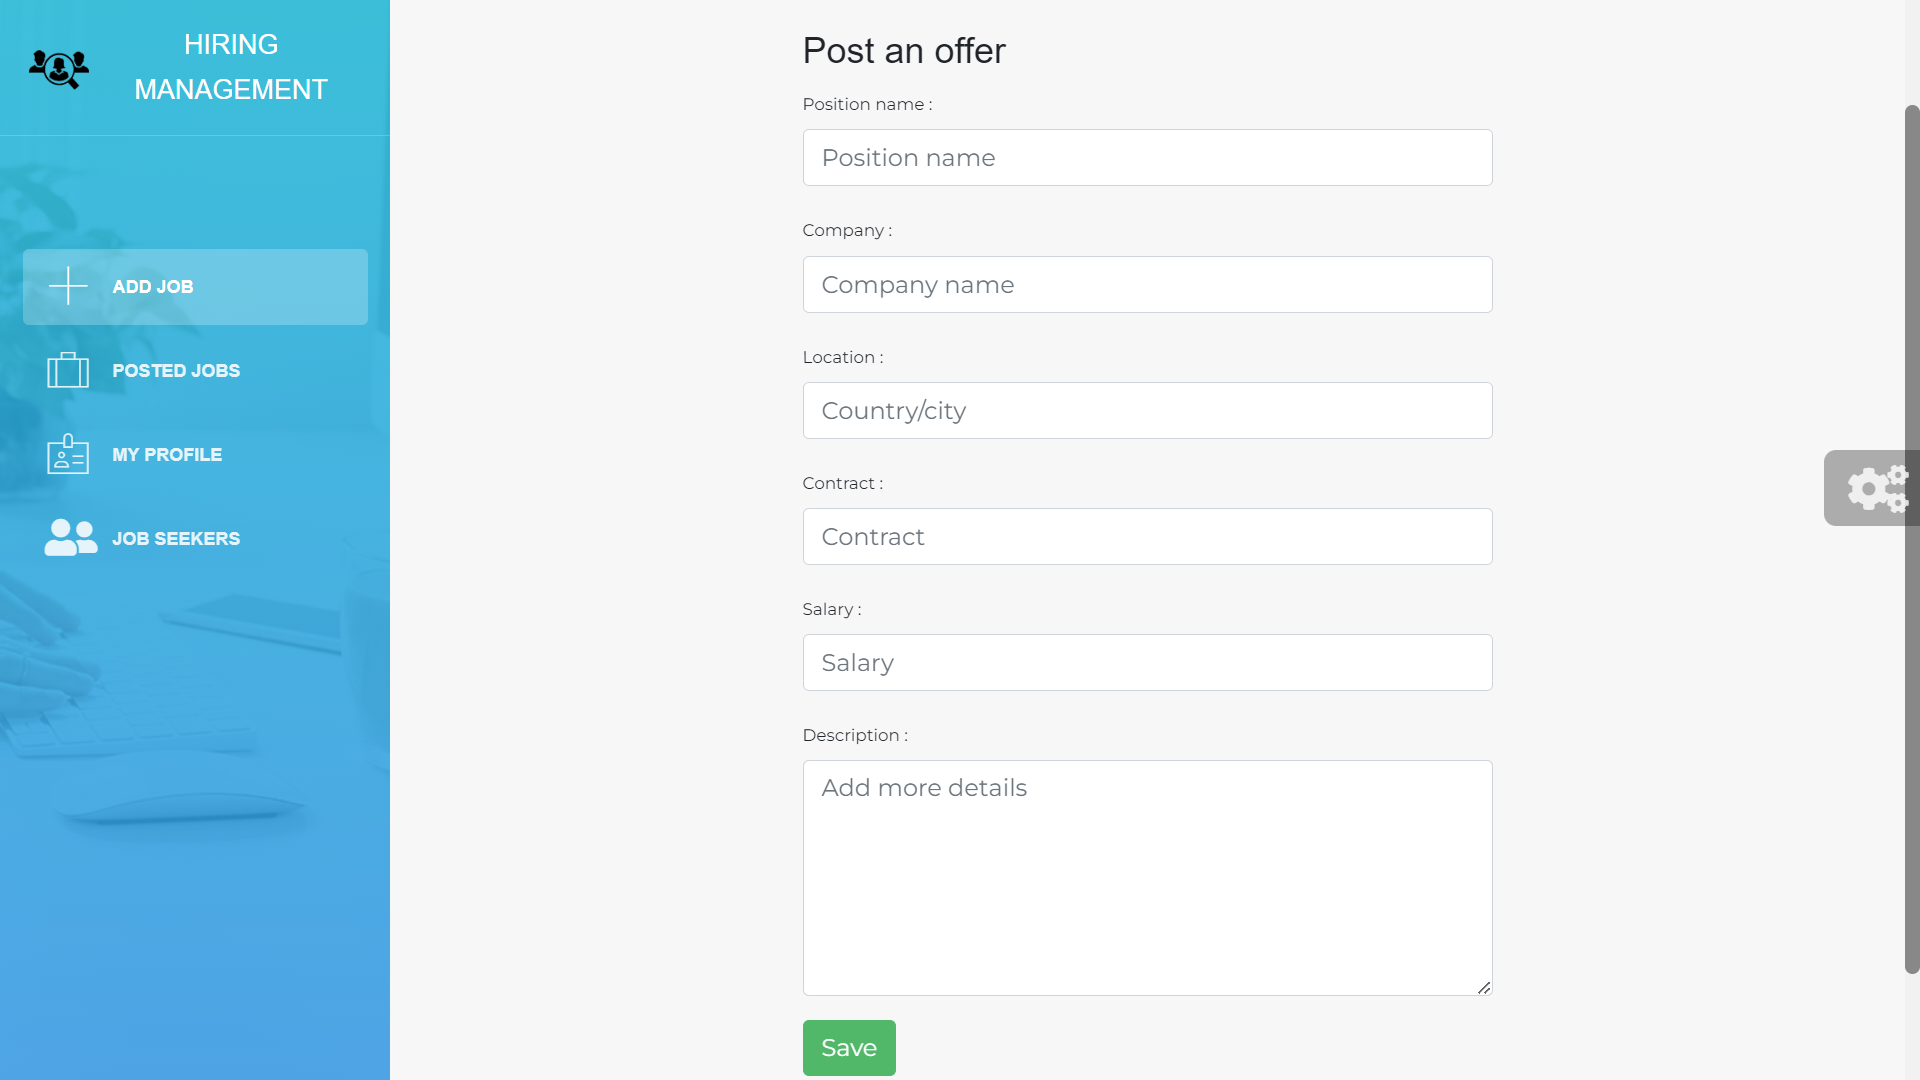 HIRING
MANAGEMENT
ADD JOB
POSTED JOBS
MY PROFILE
JOB SEEKERS
Post an offer
Position name :
Position name
Company :
Company name
Location :
Country/city
Contract :
Contract
Salary :
Salary
Description :
Add more details
Save